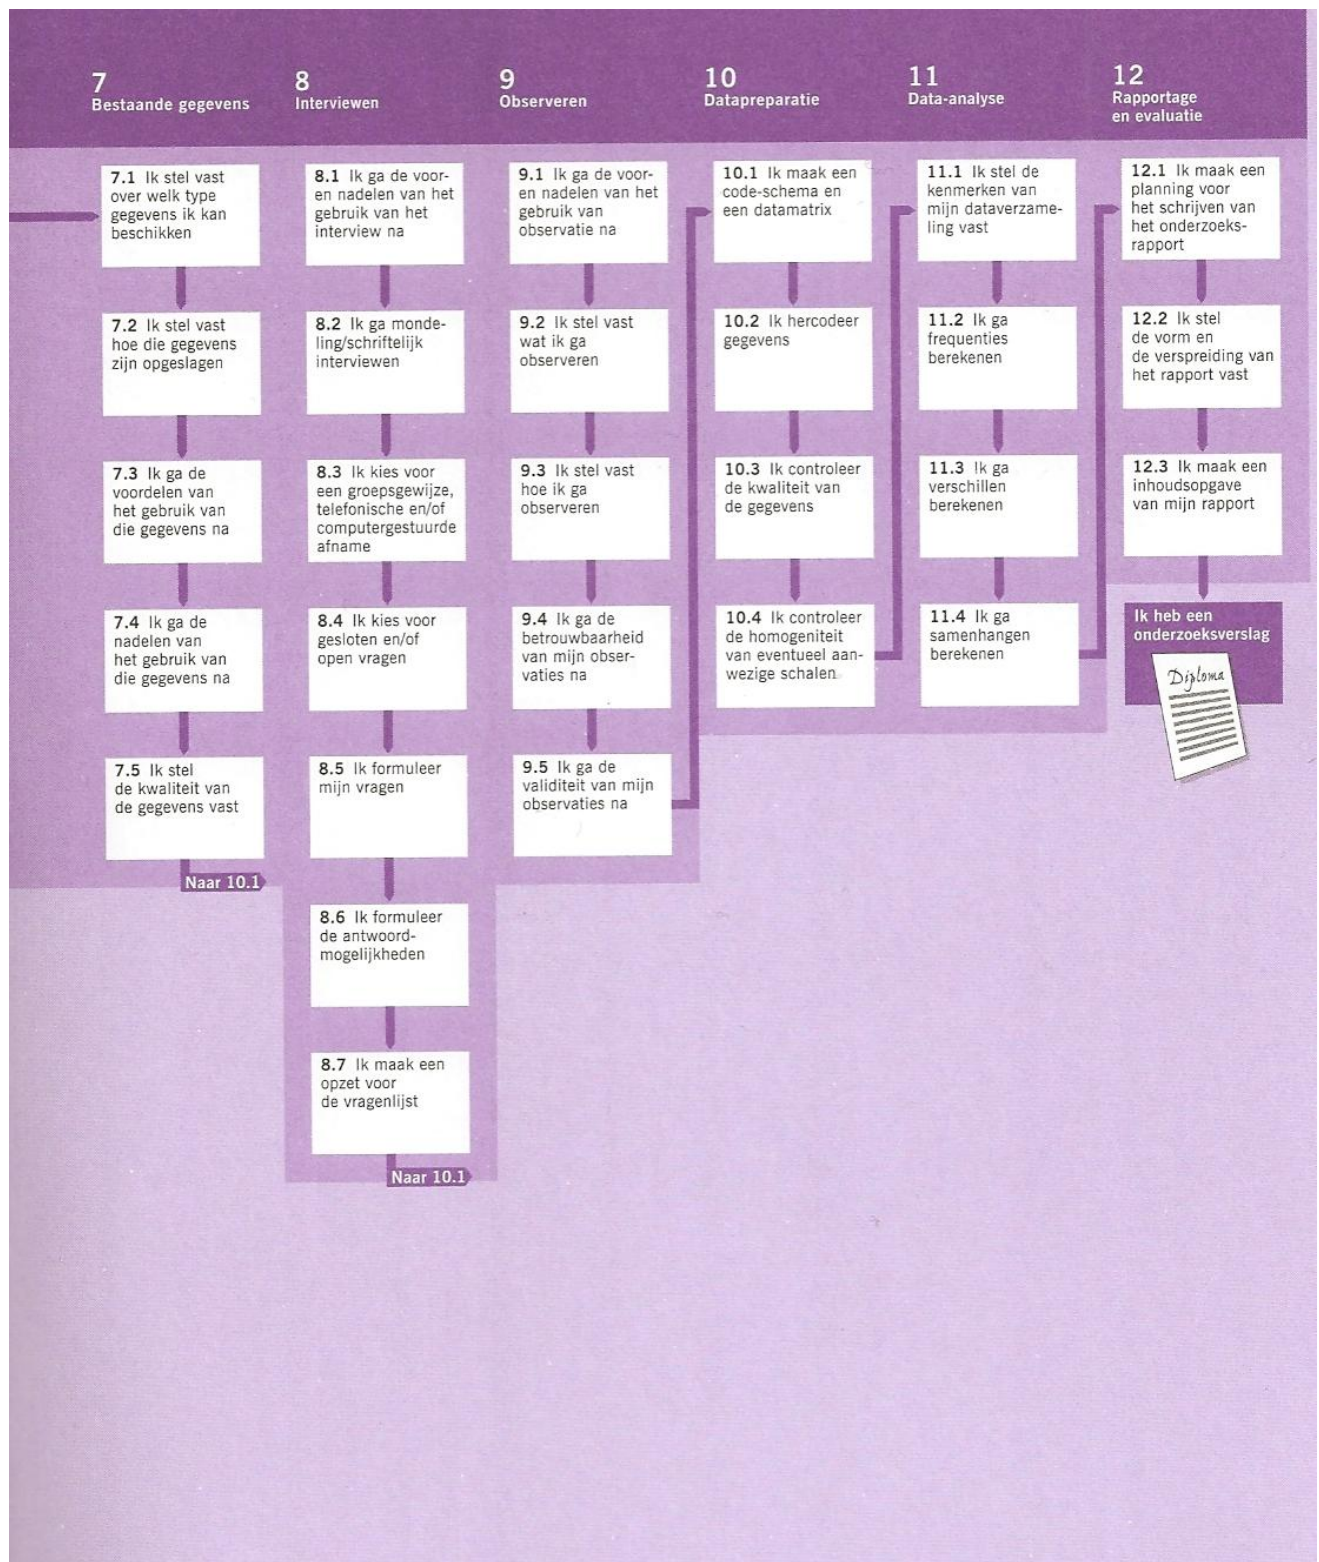 7
Bestaande gegevens
7.1 Ik stel vast
over welk type
gegevens ik kan
beschikken
7.2 Ik stel vast
hoe die gegevens
zijn opgeslagen
7.3 Ik ga de
voordelen van
het gebruik van
die gegevens na
7.4 Ik ga de
nadelen van
het gebruik van
die gegevens na
7.5 Ik stel
de kwaliteit van
de gegevens vast
Naar 10.1
8
Interviewen
8.1 Ik ga de voor-
en nadelen van het
gebruik van het
interview na
8.2 Ik ga monde-
ling/schriftelijk
interviewen
8.3 Ik kies voor
een groepsgewijze,
telefonische en/of
computergestuurde
afname
8.4 Ik kies voor
gesloten en/of
open vragen
8.5 Ik formuleer
mijn vragen
8.6 Ik formuleer
de antwoord-
mogelijkheden
8.7 Ik maak een
opzet voor
de vragenlijst
Naar 10.1
9
Observeren
9.1 Ik ga de voor-
en nadelen van het
gebruik van
observatie na
9.2 Ik stel vast
wat ik ga
observeren
9.3 Ik stel vast
hoe ik ga
observeren
9.4 Ik ga de
betrouwbaarheid
van mijn obser-
vaties na
9.5 Ik ga de
validiteit van mijn
observaties na
10
Datapreparatie
10.1 Ik maak een
code-schema en
een datamatrix
10.2 Ik hercodeer
gegevens
10.3 Ik controleer
de kwaliteit van
de gegevens
10.4 Ik controleer
de homogeniteit
van eventueel aan-
wezige schalen
11
Data-analyse
11.1 Ik stel de
kenmerken van
mijn dataverzame-
ling vast
11.2 Ik ga
frequenties
berekenen
11.3 Ik ga
verschillen
berekenen
11.4 Ik ga
samenhangen
berekenen
12
Rapportage
en evaluatie
12.1 Ik maak een
planning voor
het schrijven van
het onderzoeks-
rapport
12.2 Ik stel
de vorm en
de verspreiding van
het rapport vast
12.3 Ik maak een
inhoudsopgave
van mijn rapport
Ik heb een
onderzoeksverslag
Diploma